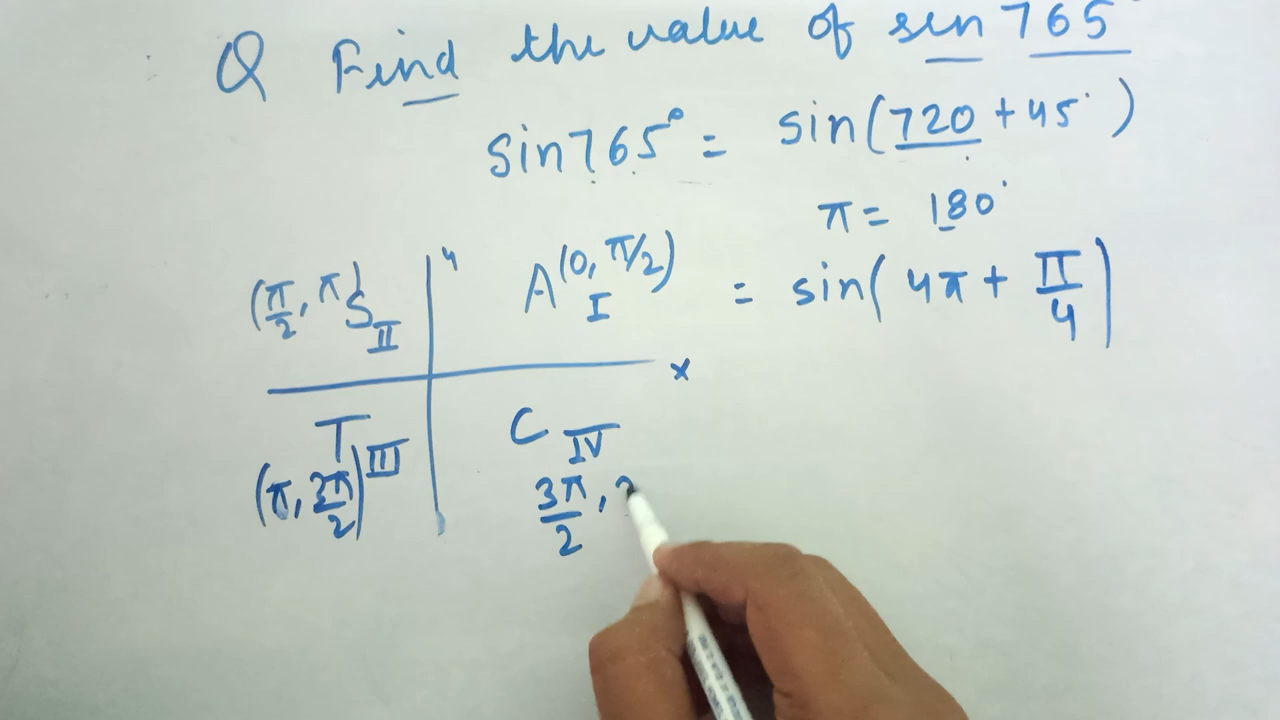 Q Find the value of sin 765°
sin 765° = sin(720 + 45°)
π = 180°
= sin(4π + π/4)
(π/2, π) S II
y
A (0, π/2) I
x
T III (π, 3π/2)
C IV
3π/2,